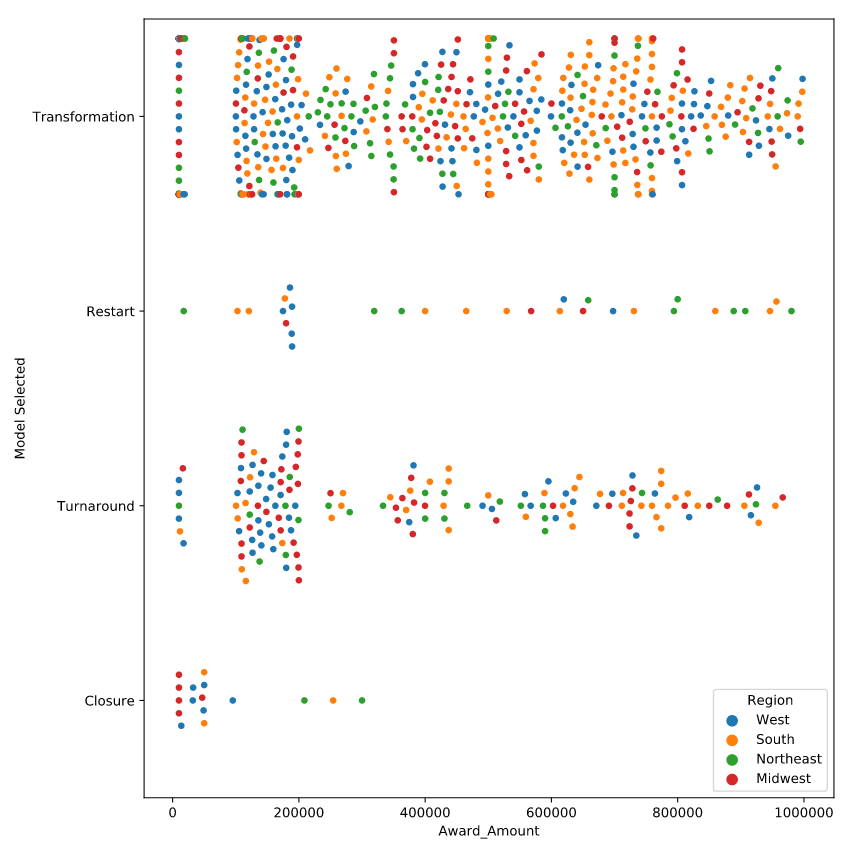 Transformation
Restart
Turnaround
Closure
Model Selected
0
200000
400000
600000
800000
1000000
Award_Amount
Region
West
South
Northeast
Midwest